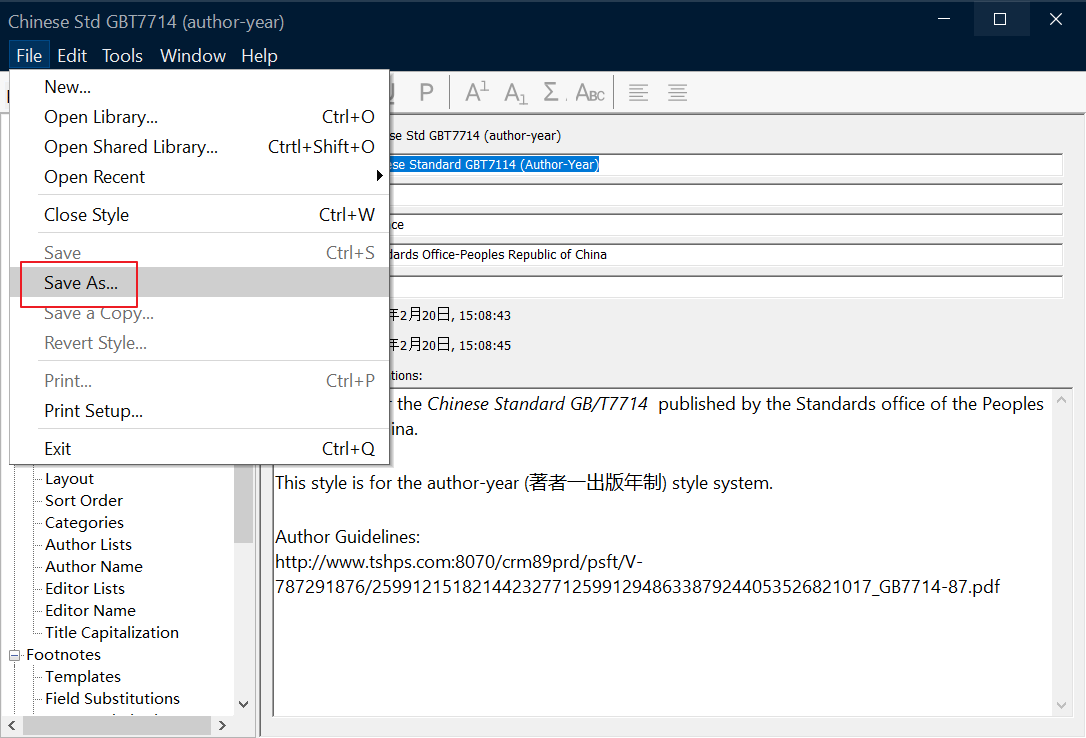 Chinese Std GBT7714 (author-year)
File Edit Tools Window Help
New...
Open Library... Ctrl+O
Open Shared Library... Ctrtl+Shift+O
Open Recent
Close Style Ctrl+W
Save Ctrl+S
Save As...
Save a Copy...
Revert Style...
Print... Ctrl+P
Print Setup...
Exit Ctrl+Q
P A1 A1 Σ ABC
se Std GBT7714 (author-year)
ese Standard GBT7114 (Author-Year)
ce
dards Office-Peoples Republic of China
年2月20日, 15:08:43
年2月20日, 15:08:45
tions:
r the Chinese Standard GB/T7714 published by the Standards office of the Peoples
ina.
This style is for the author-year (著者—出版年制) style system.
Author Guidelines:
http://www.tshps.com:8070/crm89prd/psft/V-
787291876/2599121518214423277125991294863387924405352682​1017_GB7714-87.pdf
Layout
Sort Order
Categories
Author Lists
Author Name
Editor Lists
Editor Name
Title Capitalization
Footnotes
Templates
Field Substitutions